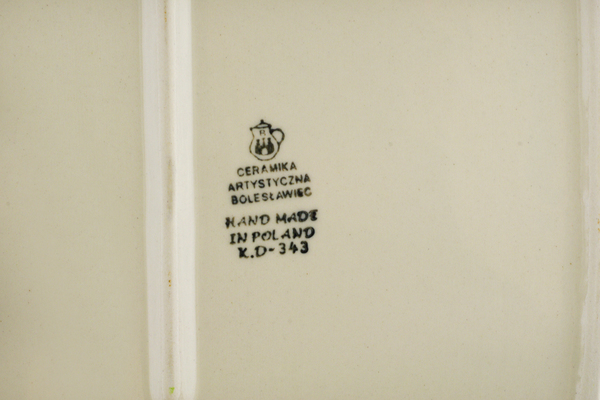 R
CERAMIKA
ARTYSTYCZNA
BOLESŁAWIEC
HAND MADE
IN POLAND
K.D-343